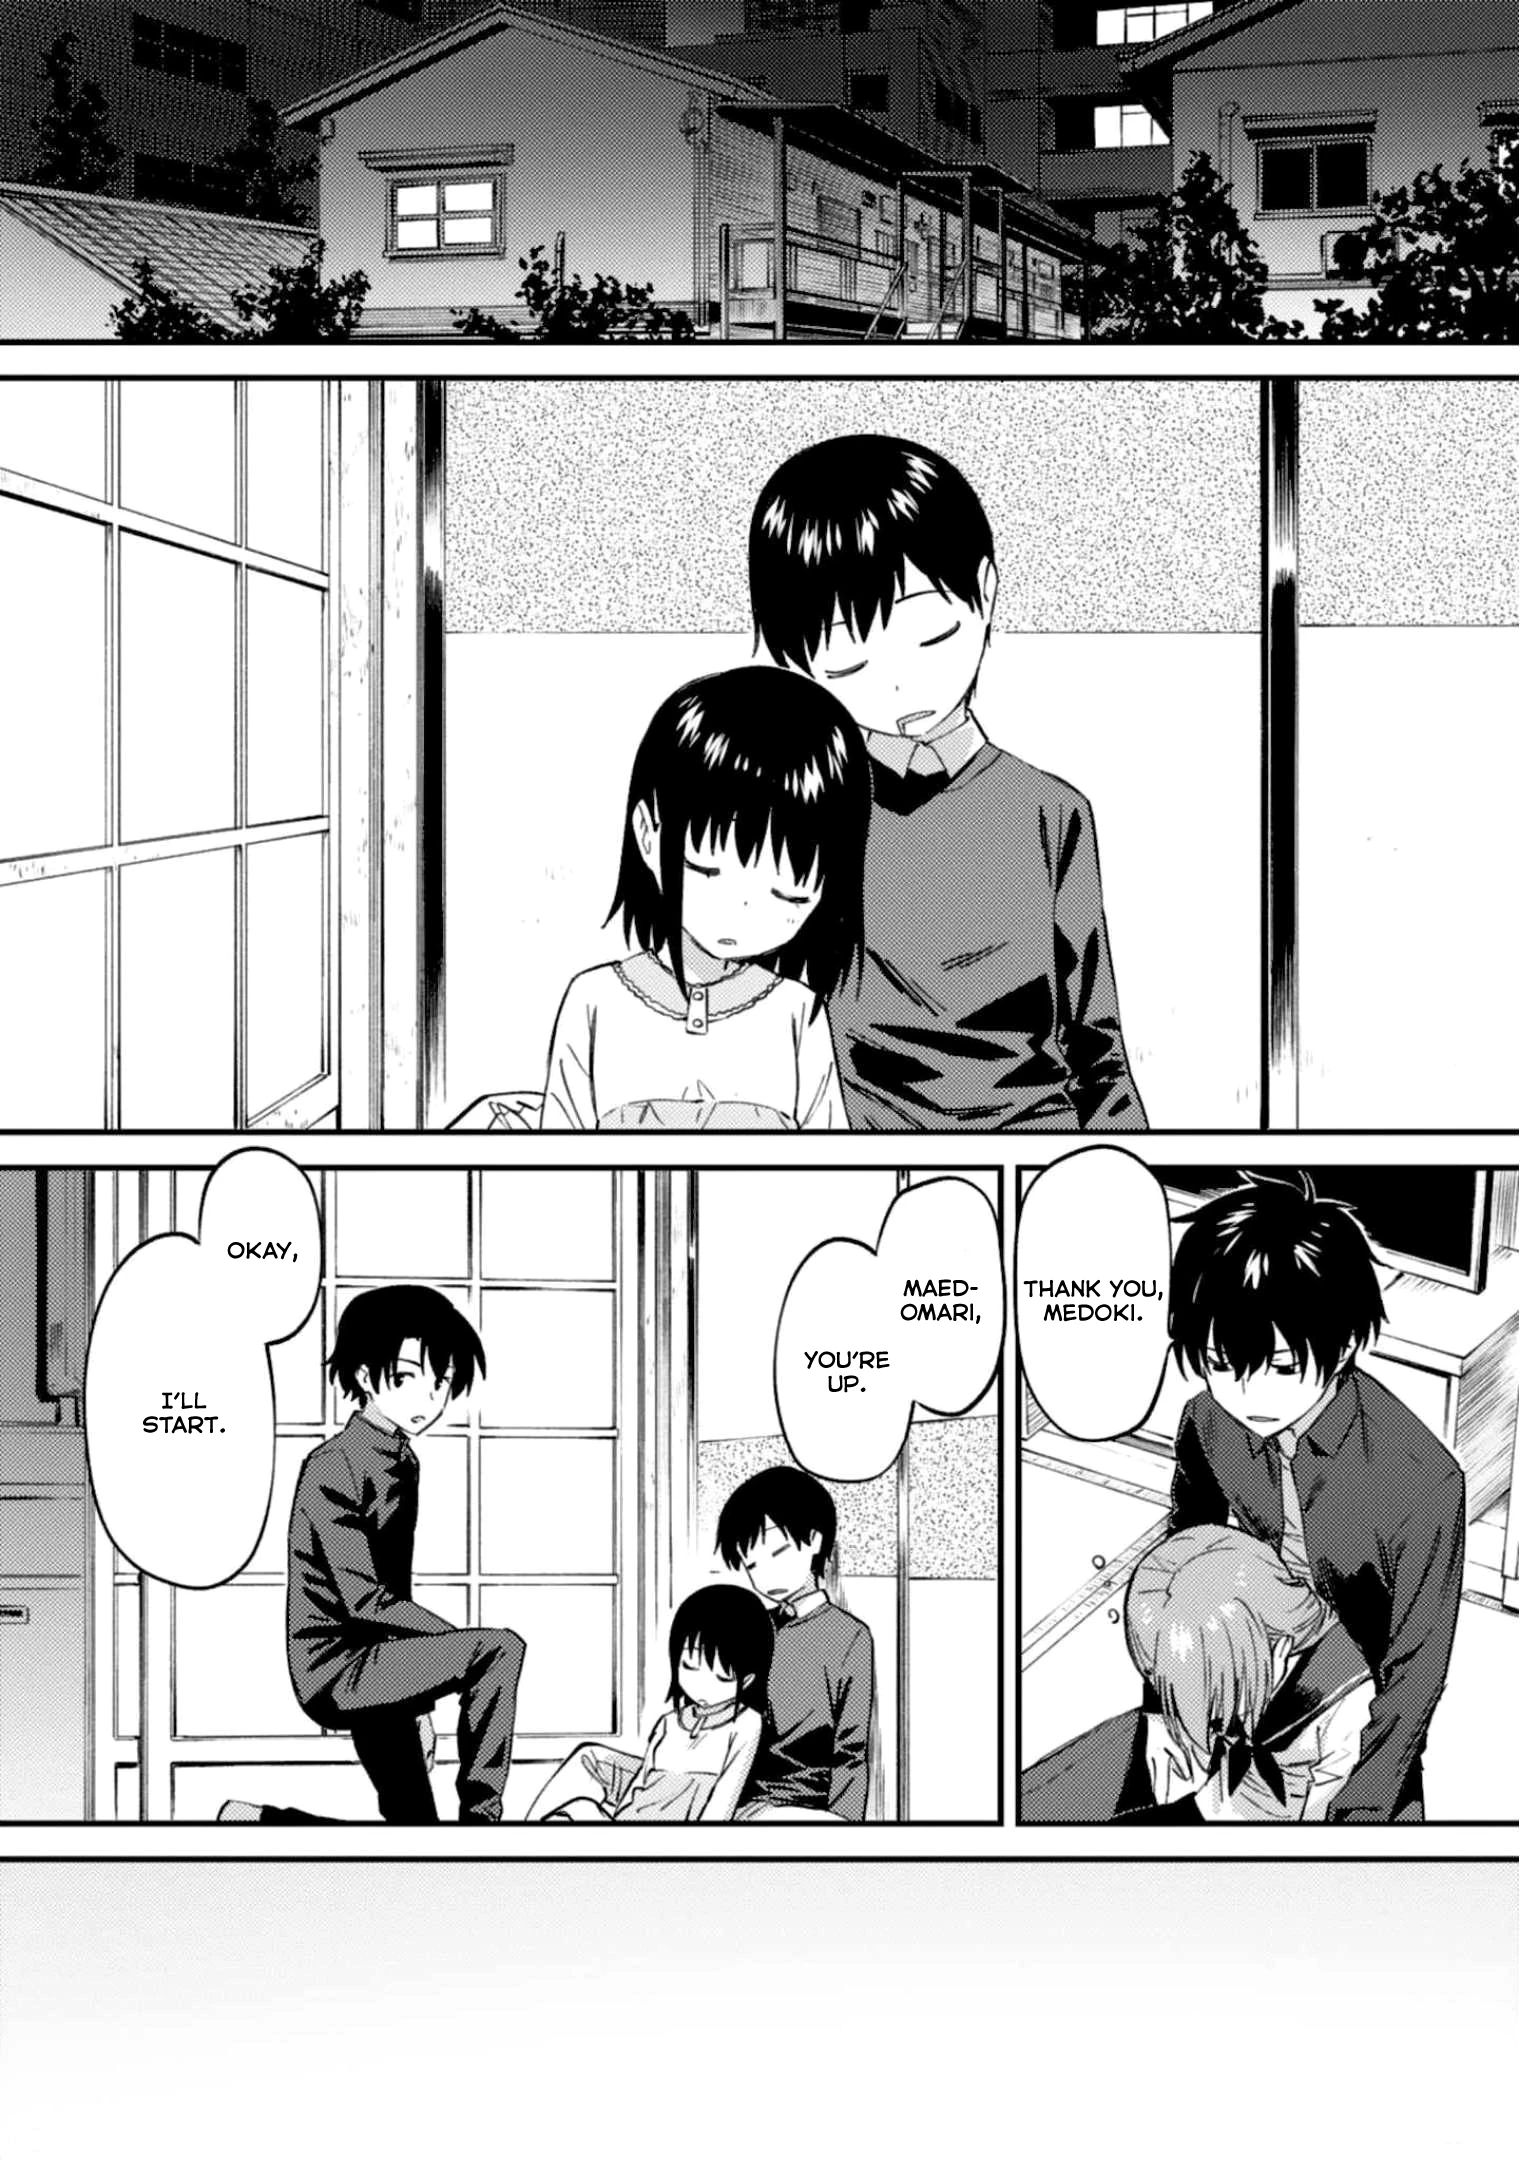 THANK YOU,
MEDOKI.
MAED-
OMARI,
YOU'RE
UP.
OKAY,
I'LL
START.